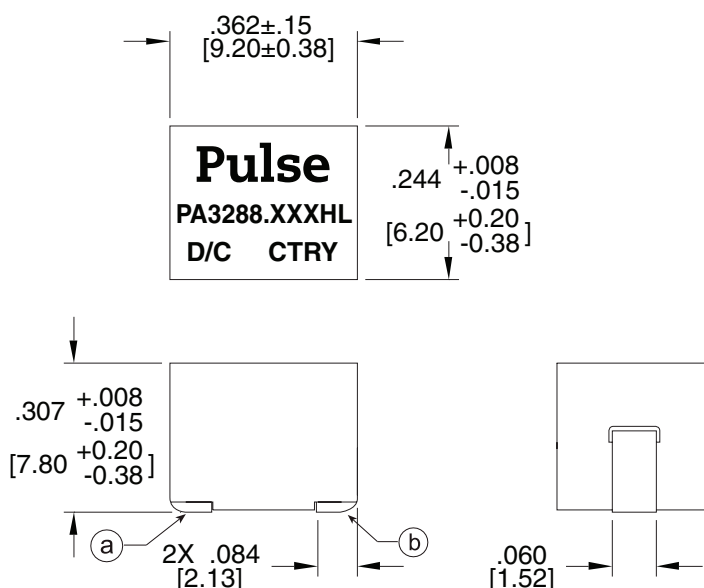 .362±.15
[9.20±0.38]
Pulse
PA3288.XXXHL
D/C CTRY
.244 +.008
-.015
[6.20 +0.20
-0.38]
.307 +.008
-.015
[7.80 +0.20
-0.38]
a
b
2X .084
[2.13]
.060
[1.52]